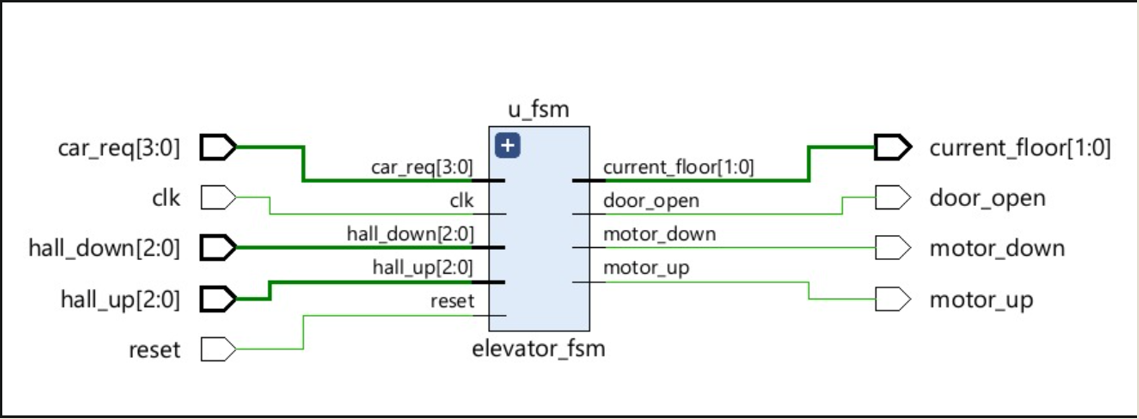 u_fsm
car_req[3:0]
clk
hall_down[2:0]
hall_up[2:0]
reset
+
car_req[3:0]
clk
hall_down[2:0]
hall_up[2:0]
reset
current_floor[1:0]
door_open
motor_down
motor_up
current_floor[1:0]
door_open
motor_down
motor_up
elevator_fsm